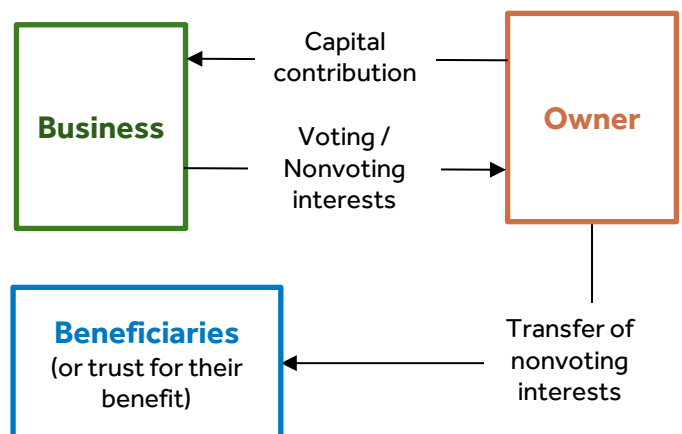 Capital
contribution
Business
Owner
Voting /
Nonvoting
interests
Beneficiaries
(or trust for their
benefit)
Transfer of
nonvoting
interests